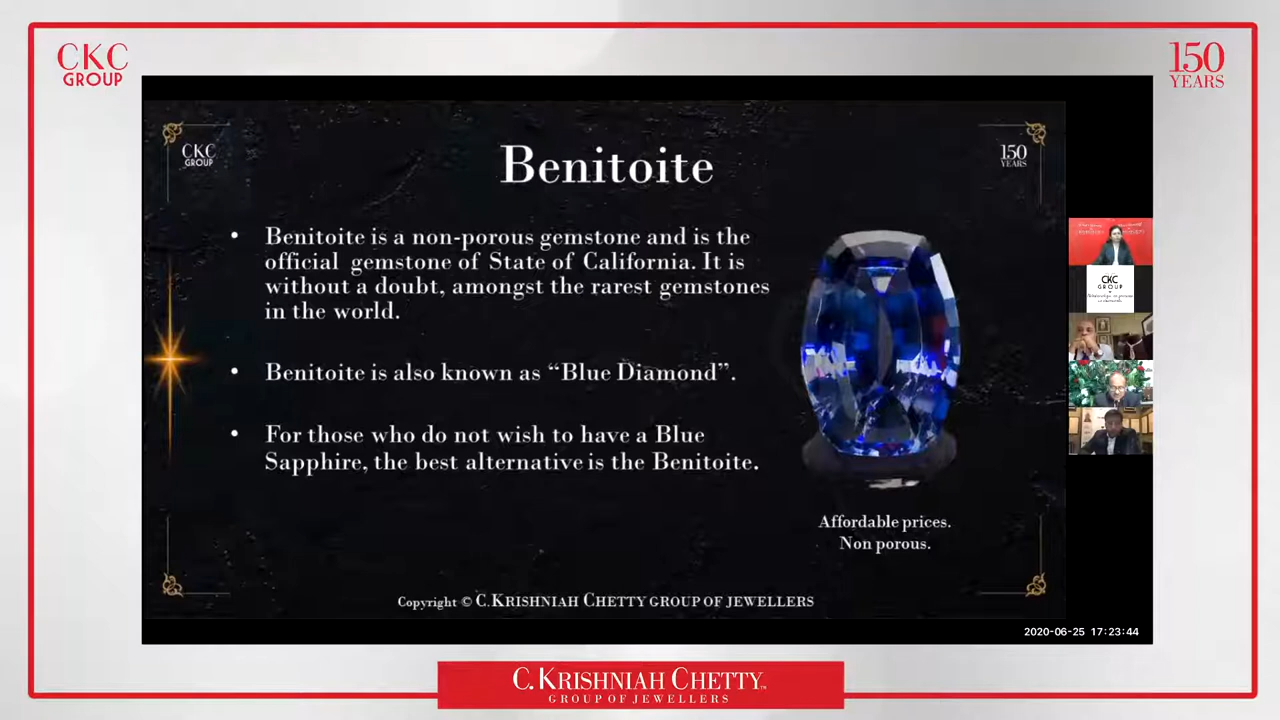 CKC
GROUP
150
YEARS
CKC
GROUP
150
YEARS
Benitoite
• Benitoite is a non-porous gemstone and is the
official gemstone of State of California. It is
without a doubt, amongst the rarest gemstones
in the world.
• Benitoite is also known as “Blue Diamond”.
• For those who do not wish to have a Blue
Sapphire, the best alternative is the Benitoite.
CKC
GROUP
Affordable prices.
Non porous.
Copyright © C.KRISHNIAH CHETTY GROUP OF JEWELLERS
2020-06-25 17:23:44
C.KRISHNIAH CHETTY™
GROUP OF JEWELLERS